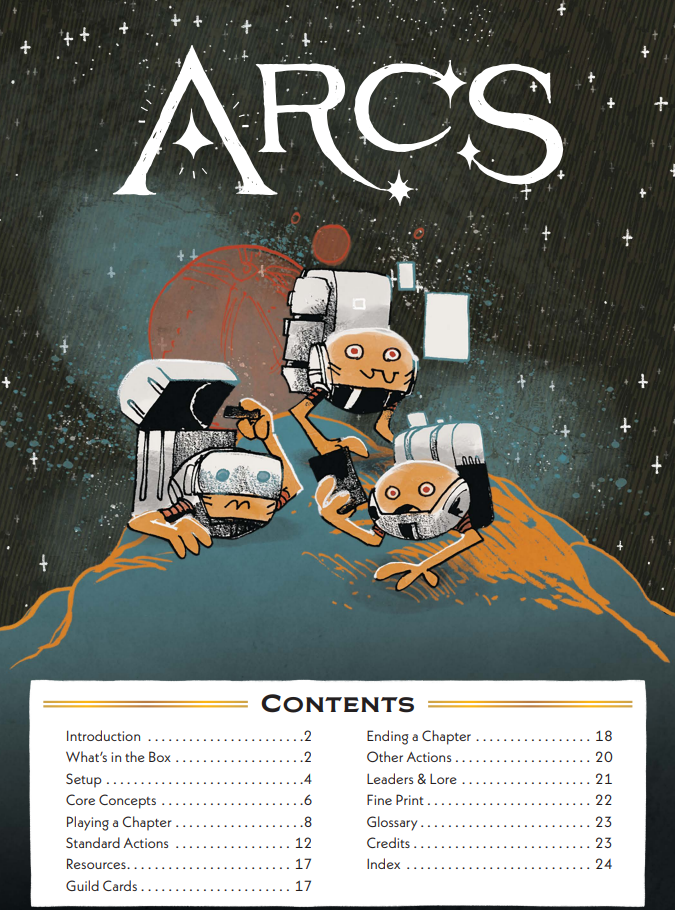 ARCS
CONTENTS
Introduction . . . . . . . . . . . . . . . . . . . . . . .2
What's in the Box . . . . . . . . . . . . . . . . . . .2
Setup . . . . . . . . . . . . . . . . . . . . . . . . . . . . .4
Core Concepts . . . . . . . . . . . . . . . . . . . . .6
Playing a Chapter . . . . . . . . . . . . . . . . . . .8
Standard Actions . . . . . . . . . . . . . . . . . . 12
Resources. . . . . . . . . . . . . . . . . . . . . . . . 17
Guild Cards . . . . . . . . . . . . . . . . . . . . . . 17
Ending a Chapter . . . . . . . . . . . . . . . . . 18
Other Actions . . . . . . . . . . . . . . . . . . . . 20
Leaders & Lore . . . . . . . . . . . . . . . . . . . 21
Fine Print . . . . . . . . . . . . . . . . . . . . . . . . 22
Glossary . . . . . . . . . . . . . . . . . . . . . . . . . 23
Credits . . . . . . . . . . . . . . . . . . . . . . . . . . 23
Index . . . . . . . . . . . . . . . . . . . . . . . . . . . 24